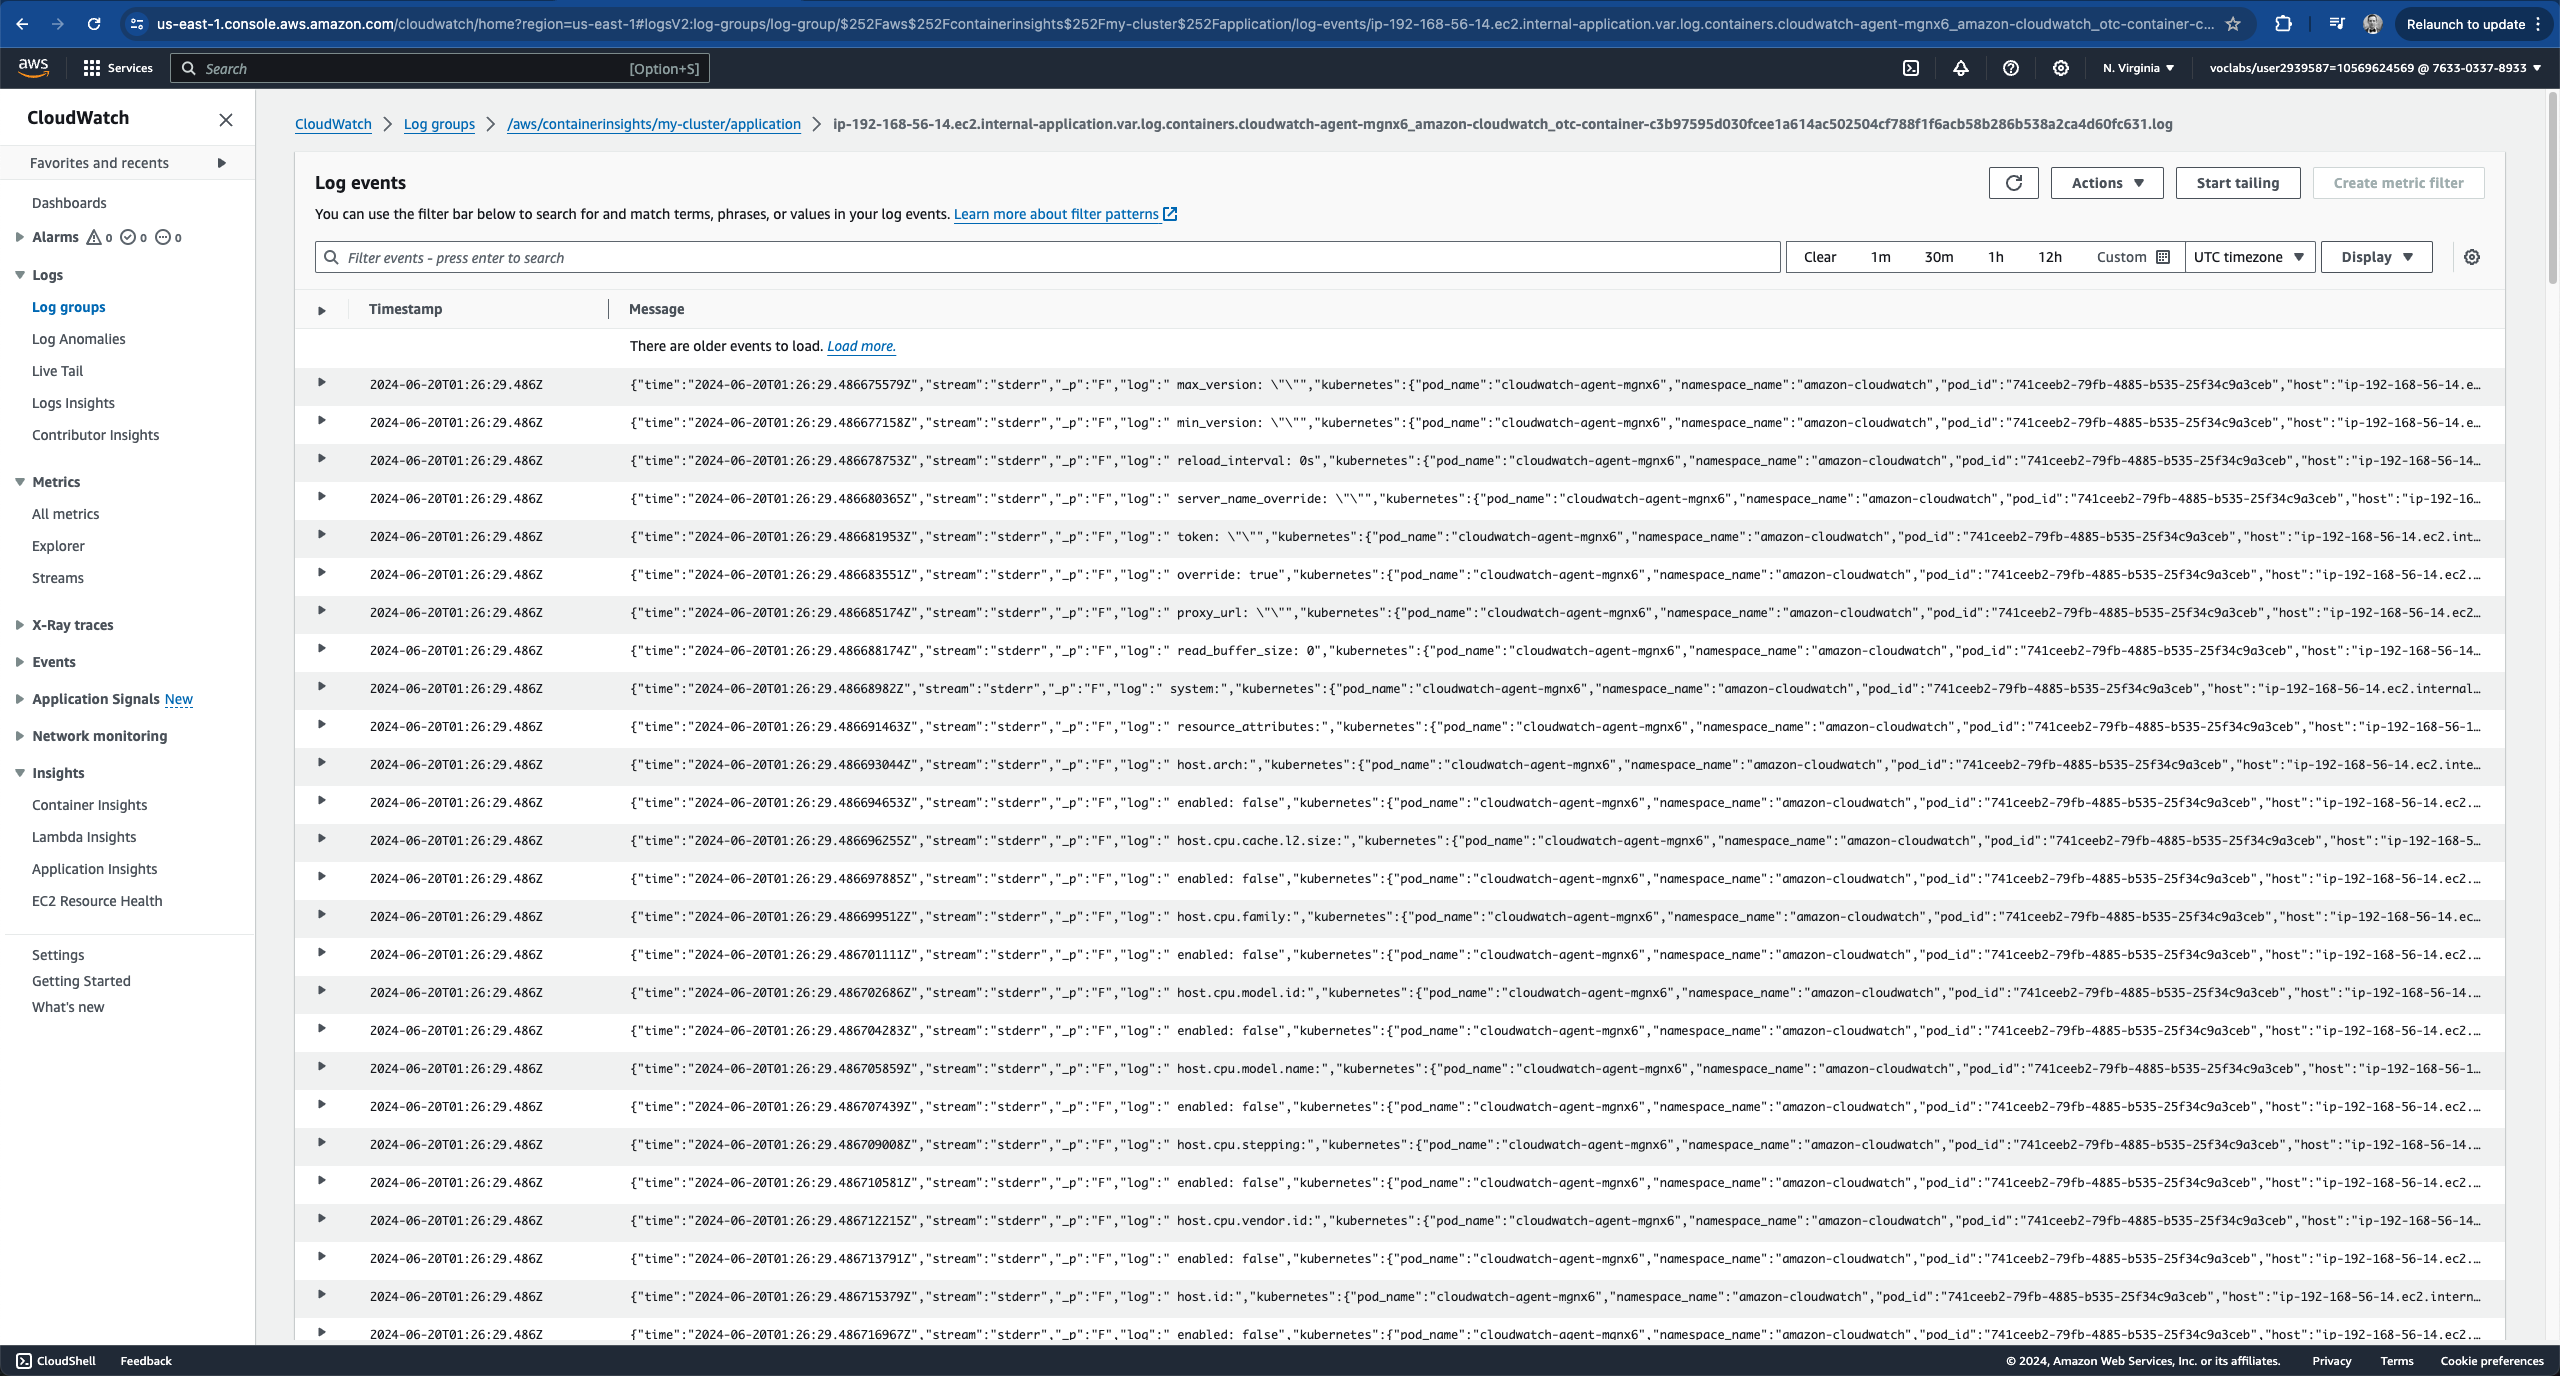 us-east-1.console.aws.amazon.com/cloudwatch/home?region=us-east-1#logsV2:log-groups/log-group/$252Faws$252Fcontainerinsights$252Fmy-cluster$252Fapplication/log-events/ip-192-168-56-14.ec2.internal-application.var.log.containers.cloudwatch-agent-mgnx6_amazon-cloudwatch_otc-container-c... Relaunch to update
aws Services Search [Option+S] N. Virginia voclabs/user2939587=10569624569 @ 7633-0337-8933
CloudWatch
Favorites and recents
Dashboards
Alarms 0 0 0
Logs
Log groups
Log Anomalies
Live Tail
Logs Insights
Contributor Insights
Metrics
All metrics
Explorer
Streams
X-Ray traces
Events
Application Signals New
Network monitoring
Insights
Container Insights
Lambda Insights
Application Insights
EC2 Resource Health
Settings
Getting Started
What's new
CloudWatch Log groups /aws/containerinsights/my-cluster/application ip-192-168-56-14.ec2.internal-application.var.log.containers.cloudwatch-agent-mgnx6_amazon-cloudwatch_otc-container-c3b97595d030fcee1a614ac502504cf788f1f6acb58b286b538a2ca4d60fc631.log
Log events
Actions Start tailing Create metric filter
You can use the filter bar below to search for and match terms, phrases, or values in your log events. Learn more about filter patterns
Filter events - press enter to search Clear 1m 30m 1h 12h Custom UTC timezone Display
Timestamp Message
There are older events to load. Load more.
2024-06-20T01:26:29.486Z {"time":"2024-06-20T01:26:29.486675579Z","stream":"stderr","_p":"F","log":" max_version: \"\"","kubernetes":{"pod_name":"cloudwatch-agent-mgnx6","namespace_name":"amazon-cloudwatch","pod_id":"741ceeb2-79fb-4885-b535-25f34c9a3ceb","host":"ip-192-168-56-14.e…
2024-06-20T01:26:29.486Z {"time":"2024-06-20T01:26:29.486677158Z","stream":"stderr","_p":"F","log":" min_version: \"\"","kubernetes":{"pod_name":"cloudwatch-agent-mgnx6","namespace_name":"amazon-cloudwatch","pod_id":"741ceeb2-79fb-4885-b535-25f34c9a3ceb","host":"ip-192-168-56-14.e…
2024-06-20T01:26:29.486Z {"time":"2024-06-20T01:26:29.486678753Z","stream":"stderr","_p":"F","log":" reload_interval: 0s","kubernetes":{"pod_name":"cloudwatch-agent-mgnx6","namespace_name":"amazon-cloudwatch","pod_id":"741ceeb2-79fb-4885-b535-25f34c9a3ceb","host":"ip-192-168-56-14…
2024-06-20T01:26:29.486Z {"time":"2024-06-20T01:26:29.486680365Z","stream":"stderr","_p":"F","log":" server_name_override: \"\"","kubernetes":{"pod_name":"cloudwatch-agent-mgnx6","namespace_name":"amazon-cloudwatch","pod_id":"741ceeb2-79fb-4885-b535-25f34c9a3ceb","host":"ip-192-16…
2024-06-20T01:26:29.486Z {"time":"2024-06-20T01:26:29.486681953Z","stream":"stderr","_p":"F","log":" token: \"\"","kubernetes":{"pod_name":"cloudwatch-agent-mgnx6","namespace_name":"amazon-cloudwatch","pod_id":"741ceeb2-79fb-4885-b535-25f34c9a3ceb","host":"ip-192-168-56-14.ec2.int…
2024-06-20T01:26:29.486Z {"time":"2024-06-20T01:26:29.486683551Z","stream":"stderr","_p":"F","log":" override: true","kubernetes":{"pod_name":"cloudwatch-agent-mgnx6","namespace_name":"amazon-cloudwatch","pod_id":"741ceeb2-79fb-4885-b535-25f34c9a3ceb","host":"ip-192-168-56-14.ec2.…
2024-06-20T01:26:29.486Z {"time":"2024-06-20T01:26:29.486685174Z","stream":"stderr","_p":"F","log":" proxy_url: \"\"","kubernetes":{"pod_name":"cloudwatch-agent-mgnx6","namespace_name":"amazon-cloudwatch","pod_id":"741ceeb2-79fb-4885-b535-25f34c9a3ceb","host":"ip-192-168-56-14.ec2…
2024-06-20T01:26:29.486Z {"time":"2024-06-20T01:26:29.486688174Z","stream":"stderr","_p":"F","log":" read_buffer_size: 0","kubernetes":{"pod_name":"cloudwatch-agent-mgnx6","namespace_name":"amazon-cloudwatch","pod_id":"741ceeb2-79fb-4885-b535-25f34c9a3ceb","host":"ip-192-168-56-14…
2024-06-20T01:26:29.486Z {"time":"2024-06-20T01:26:29.48668982Z","stream":"stderr","_p":"F","log":" system:","kubernetes":{"pod_name":"cloudwatch-agent-mgnx6","namespace_name":"amazon-cloudwatch","pod_id":"741ceeb2-79fb-4885-b535-25f34c9a3ceb","host":"ip-192-168-56-14.ec2.internal…
2024-06-20T01:26:29.486Z {"time":"2024-06-20T01:26:29.486691463Z","stream":"stderr","_p":"F","log":" resource_attributes:","kubernetes":{"pod_name":"cloudwatch-agent-mgnx6","namespace_name":"amazon-cloudwatch","pod_id":"741ceeb2-79fb-4885-b535-25f34c9a3ceb","host":"ip-192-168-56-1…
2024-06-20T01:26:29.486Z {"time":"2024-06-20T01:26:29.486693044Z","stream":"stderr","_p":"F","log":" host.arch:","kubernetes":{"pod_name":"cloudwatch-agent-mgnx6","namespace_name":"amazon-cloudwatch","pod_id":"741ceeb2-79fb-4885-b535-25f34c9a3ceb","host":"ip-192-168-56-14.ec2.inte…
2024-06-20T01:26:29.486Z {"time":"2024-06-20T01:26:29.486694653Z","stream":"stderr","_p":"F","log":" enabled: false","kubernetes":{"pod_name":"cloudwatch-agent-mgnx6","namespace_name":"amazon-cloudwatch","pod_id":"741ceeb2-79fb-4885-b535-25f34c9a3ceb","host":"ip-192-168-56-14.ec2.…
2024-06-20T01:26:29.486Z {"time":"2024-06-20T01:26:29.486696255Z","stream":"stderr","_p":"F","log":" host.cpu.cache.l2.size:","kubernetes":{"pod_name":"cloudwatch-agent-mgnx6","namespace_name":"amazon-cloudwatch","pod_id":"741ceeb2-79fb-4885-b535-25f34c9a3ceb","host":"ip-192-168-5…
2024-06-20T01:26:29.486Z {"time":"2024-06-20T01:26:29.486697885Z","stream":"stderr","_p":"F","log":" enabled: false","kubernetes":{"pod_name":"cloudwatch-agent-mgnx6","namespace_name":"amazon-cloudwatch","pod_id":"741ceeb2-79fb-4885-b535-25f34c9a3ceb","host":"ip-192-168-56-14.ec2.…
2024-06-20T01:26:29.486Z {"time":"2024-06-20T01:26:29.486699512Z","stream":"stderr","_p":"F","log":" host.cpu.family:","kubernetes":{"pod_name":"cloudwatch-agent-mgnx6","namespace_name":"amazon-cloudwatch","pod_id":"741ceeb2-79fb-4885-b535-25f34c9a3ceb","host":"ip-192-168-56-14.ec…
2024-06-20T01:26:29.486Z {"time":"2024-06-20T01:26:29.486701111Z","stream":"stderr","_p":"F","log":" enabled: false","kubernetes":{"pod_name":"cloudwatch-agent-mgnx6","namespace_name":"amazon-cloudwatch","pod_id":"741ceeb2-79fb-4885-b535-25f34c9a3ceb","host":"ip-192-168-56-14.ec2.…
2024-06-20T01:26:29.486Z {"time":"2024-06-20T01:26:29.486702686Z","stream":"stderr","_p":"F","log":" host.cpu.model.id:","kubernetes":{"pod_name":"cloudwatch-agent-mgnx6","namespace_name":"amazon-cloudwatch","pod_id":"741ceeb2-79fb-4885-b535-25f34c9a3ceb","host":"ip-192-168-56-14.…
2024-06-20T01:26:29.486Z {"time":"2024-06-20T01:26:29.486704283Z","stream":"stderr","_p":"F","log":" enabled: false","kubernetes":{"pod_name":"cloudwatch-agent-mgnx6","namespace_name":"amazon-cloudwatch","pod_id":"741ceeb2-79fb-4885-b535-25f34c9a3ceb","host":"ip-192-168-56-14.ec2.…
2024-06-20T01:26:29.486Z {"time":"2024-06-20T01:26:29.486705859Z","stream":"stderr","_p":"F","log":" host.cpu.model.name:","kubernetes":{"pod_name":"cloudwatch-agent-mgnx6","namespace_name":"amazon-cloudwatch","pod_id":"741ceeb2-79fb-4885-b535-25f34c9a3ceb","host":"ip-192-168-56-1…
2024-06-20T01:26:29.486Z {"time":"2024-06-20T01:26:29.486707439Z","stream":"stderr","_p":"F","log":" enabled: false","kubernetes":{"pod_name":"cloudwatch-agent-mgnx6","namespace_name":"amazon-cloudwatch","pod_id":"741ceeb2-79fb-4885-b535-25f34c9a3ceb","host":"ip-192-168-56-14.ec2.…
2024-06-20T01:26:29.486Z {"time":"2024-06-20T01:26:29.486709008Z","stream":"stderr","_p":"F","log":" host.cpu.stepping:","kubernetes":{"pod_name":"cloudwatch-agent-mgnx6","namespace_name":"amazon-cloudwatch","pod_id":"741ceeb2-79fb-4885-b535-25f34c9a3ceb","host":"ip-192-168-56-14.…
2024-06-20T01:26:29.486Z {"time":"2024-06-20T01:26:29.486710581Z","stream":"stderr","_p":"F","log":" enabled: false","kubernetes":{"pod_name":"cloudwatch-agent-mgnx6","namespace_name":"amazon-cloudwatch","pod_id":"741ceeb2-79fb-4885-b535-25f34c9a3ceb","host":"ip-192-168-56-14.ec2.…
2024-06-20T01:26:29.486Z {"time":"2024-06-20T01:26:29.486712215Z","stream":"stderr","_p":"F","log":" host.cpu.vendor.id:","kubernetes":{"pod_name":"cloudwatch-agent-mgnx6","namespace_name":"amazon-cloudwatch","pod_id":"741ceeb2-79fb-4885-b535-25f34c9a3ceb","host":"ip-192-168-56-14…
2024-06-20T01:26:29.486Z {"time":"2024-06-20T01:26:29.486713791Z","stream":"stderr","_p":"F","log":" enabled: false","kubernetes":{"pod_name":"cloudwatch-agent-mgnx6","namespace_name":"amazon-cloudwatch","pod_id":"741ceeb2-79fb-4885-b535-25f34c9a3ceb","host":"ip-192-168-56-14.ec2.…
2024-06-20T01:26:29.486Z {"time":"2024-06-20T01:26:29.486715379Z","stream":"stderr","_p":"F","log":" host.id:","kubernetes":{"pod_name":"cloudwatch-agent-mgnx6","namespace_name":"amazon-cloudwatch","pod_id":"741ceeb2-79fb-4885-b535-25f34c9a3ceb","host":"ip-192-168-56-14.ec2.intern…
2024-06-20T01:26:29.486Z {"time":"2024-06-20T01:26:29.486716967Z","stream":"stderr","_p":"F","log":" enabled: false","kubernetes":{"pod_name":"cloudwatch-agent-mgnx6","namespace_name":"amazon-cloudwatch","pod_id":"741ceeb2-79fb-4885-b535-25f34c9a3ceb","host":"ip-192-168-56-14.ec2.…
CloudShell Feedback © 2024, Amazon Web Services, Inc. or its affiliates. Privacy Terms Cookie preferences